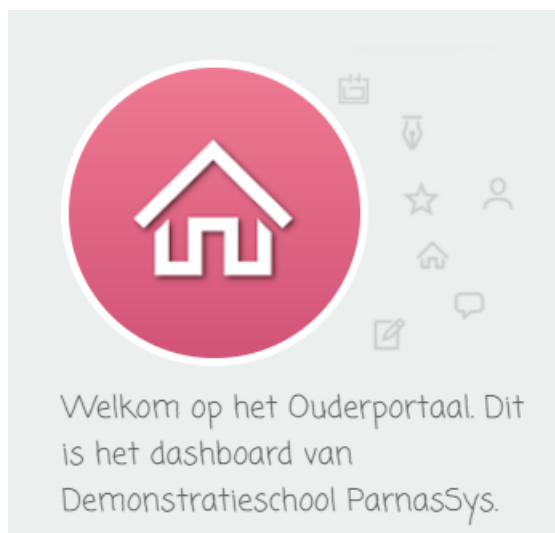 Welkom op het Ouderportaal. Dit
is het dashboard van
Demonstratieschool ParnasSys.